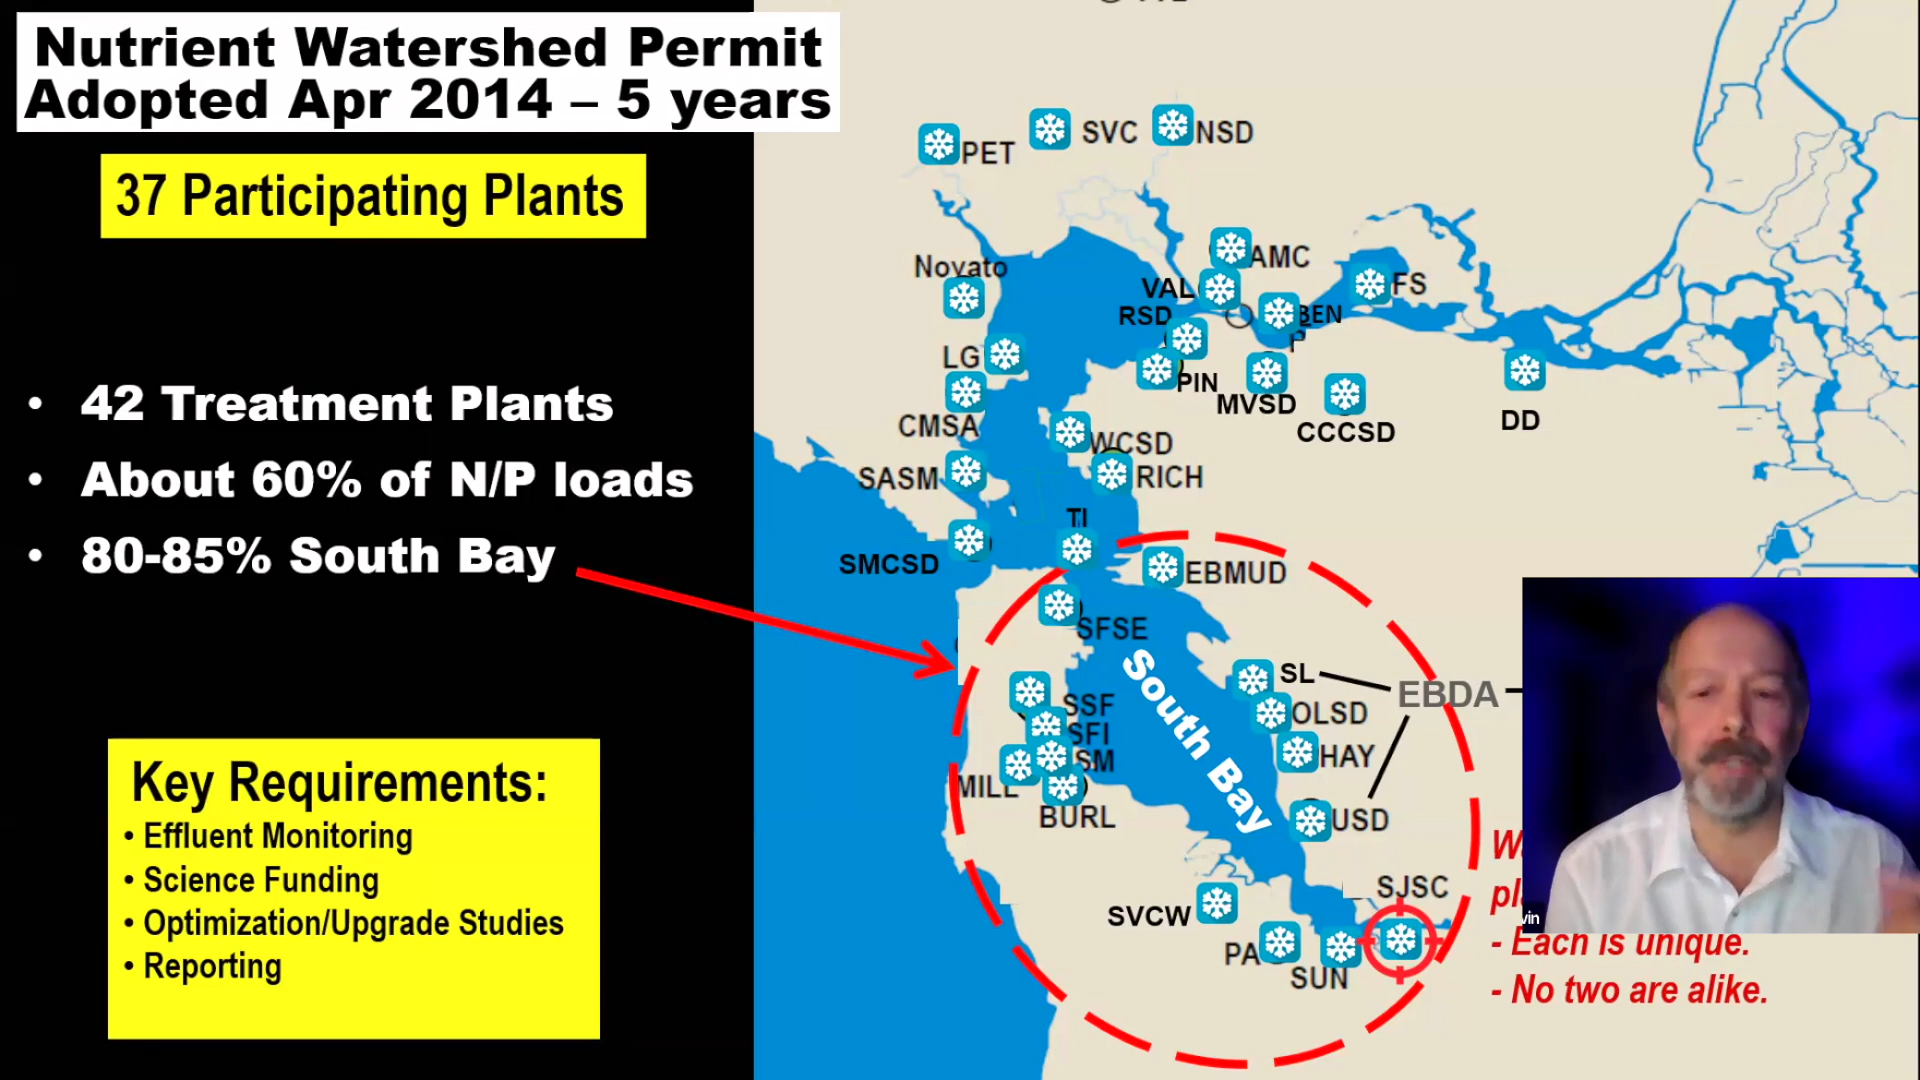 Nutrient Watershed Permit
Adopted Apr 2014 – 5 years
37 Participating Plants
• 42 Treatment Plants
• About 60% of N/P loads
• 80-85% South Bay
Key Requirements:
• Effluent Monitoring
• Science Funding
• Optimization/Upgrade Studies
• Reporting
PET
SVC
NSD
Novato
AMC
VAL
FS
RSD
BEN
P
LG
PIN
MVSD
CCCSD
DD
CMSA
WCSD
SASM
RICH
TI
SMCSD
EBMUD
SFSE
South Bay
SL
EBDA
SSF
OLSD
SFI
HAY
SM
MILL
BURL
USD
SJSC
SVCW
PA
SUN
vin
- Each is unique.
- No two are alike.